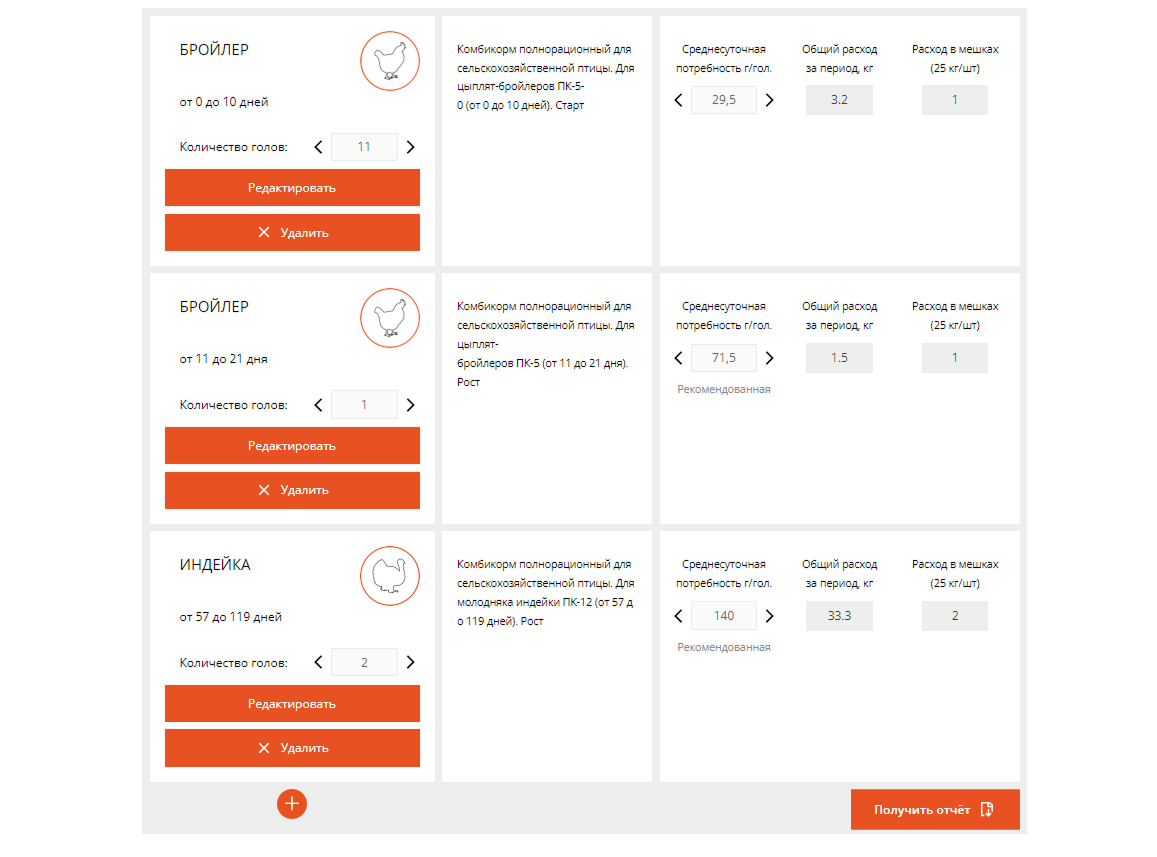 БРОЙЛЕР
от 0 до 10 дней
Количество голов:
11
Редактировать
Удалить
Комбикорм полнорационный для
сельскохозяйственной птицы. Для
цыплят-бройлеров ПК-5-
0 (от 0 до 10 дней). Старт
Среднесуточная
потребность г/гол.
29,5
Общий расход
за период, кг
3.2
Расход в мешках
(25 кг/шт)
1
БРОЙЛЕР
от 11 до 21 дня
Количество голов:
1
Редактировать
Удалить
Комбикорм полнорационный для
сельскохозяйственной птицы. Для
цыплят-
бройлеров ПК-5 (от 11 до 21 дня).
Рост
Среднесуточная
потребность г/гол.
71,5
Рекомендованная
Общий расход
за период, кг
1.5
Расход в мешках
(25 кг/шт)
1
ИНДЕЙКА
от 57 до 119 дней
Количество голов:
2
Редактировать
Удалить
Комбикорм полнорационный для
сельскохозяйственной птицы. Для
молодняка индейки ПК-12 (от 57 д
о 119 дней). Рост
Среднесуточная
потребность г/гол.
140
Рекомендованная
Общий расход
за период, кг
33.3
Расход в мешках
(25 кг/шт)
2
Получить отчёт